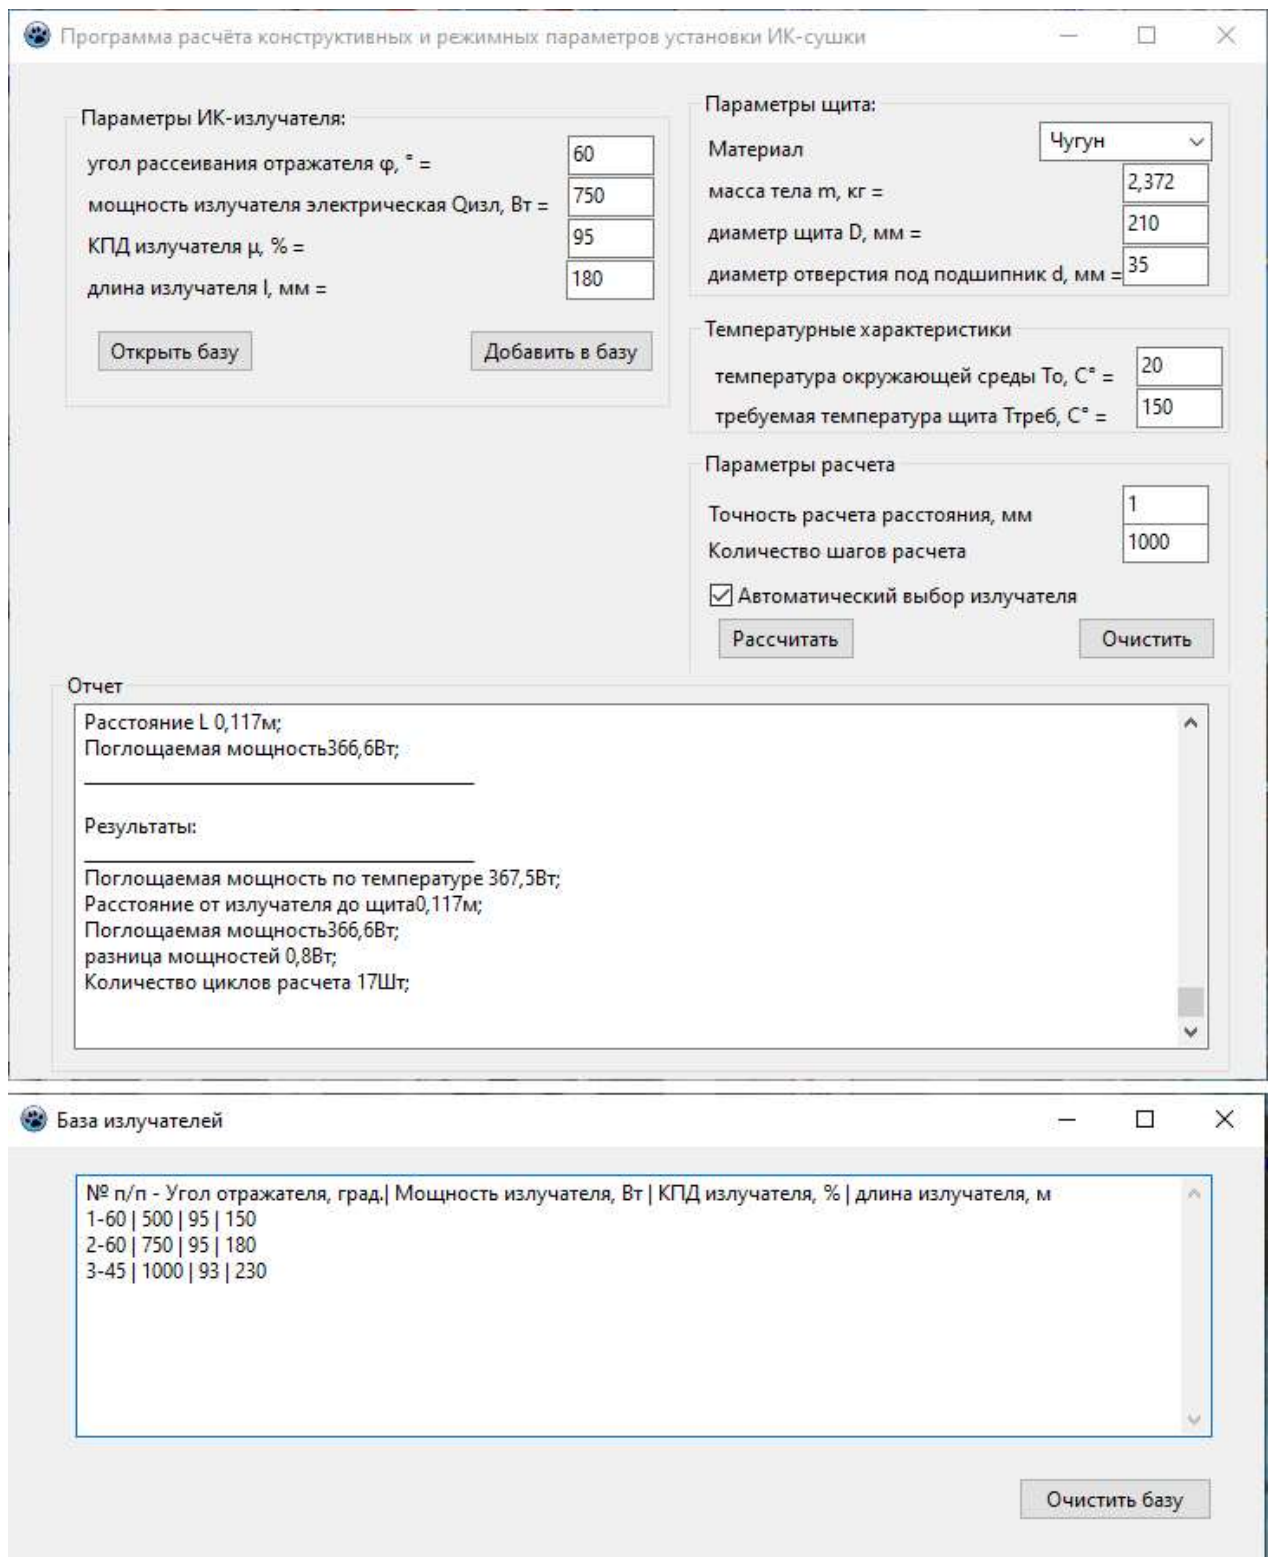 Программа расчёта конструктивных и режимных параметров установки ИК-сушки
Параметры ИК-излучателя:
угол рассеивания отражателя φ, ° = 60
мощность излучателя электрическая Qизл, Вт = 750
КПД излучателя μ, % = 95
длина излучателя l, мм = 180
Открыть базу Добавить в базу
Параметры щита:
Материал Чугун
масса тела m, кг = 2,372
диаметр щита D, мм = 210
диаметр отверстия под подшипник d, мм = 35
Температурные характеристики
температура окружающей среды To, C° = 20
требуемая температура щита Tтреб, C° = 150
Параметры расчета
Точность расчета расстояния, мм 1
Количество шагов расчета 1000
Автоматический выбор излучателя
Рассчитать Очистить
Отчет
Расстояние L 0,117м;
Поглощаемая мощность366,6Вт;
Результаты:
Поглощаемая мощность по температуре 367,5Вт;
Расстояние от излучателя до щита0,117м;
Поглощаемая мощность366,6Вт;
разница мощностей 0,8Вт;
Количество циклов расчета 17Шт;
База излучателей
№ п/п - Угол отражателя, град.| Мощность излучателя, Вт | КПД излучателя, % | длина излучателя, м
1-60 | 500 | 95 | 150
2-60 | 750 | 95 | 180
3-45 | 1000 | 93 | 230
Очистить базу